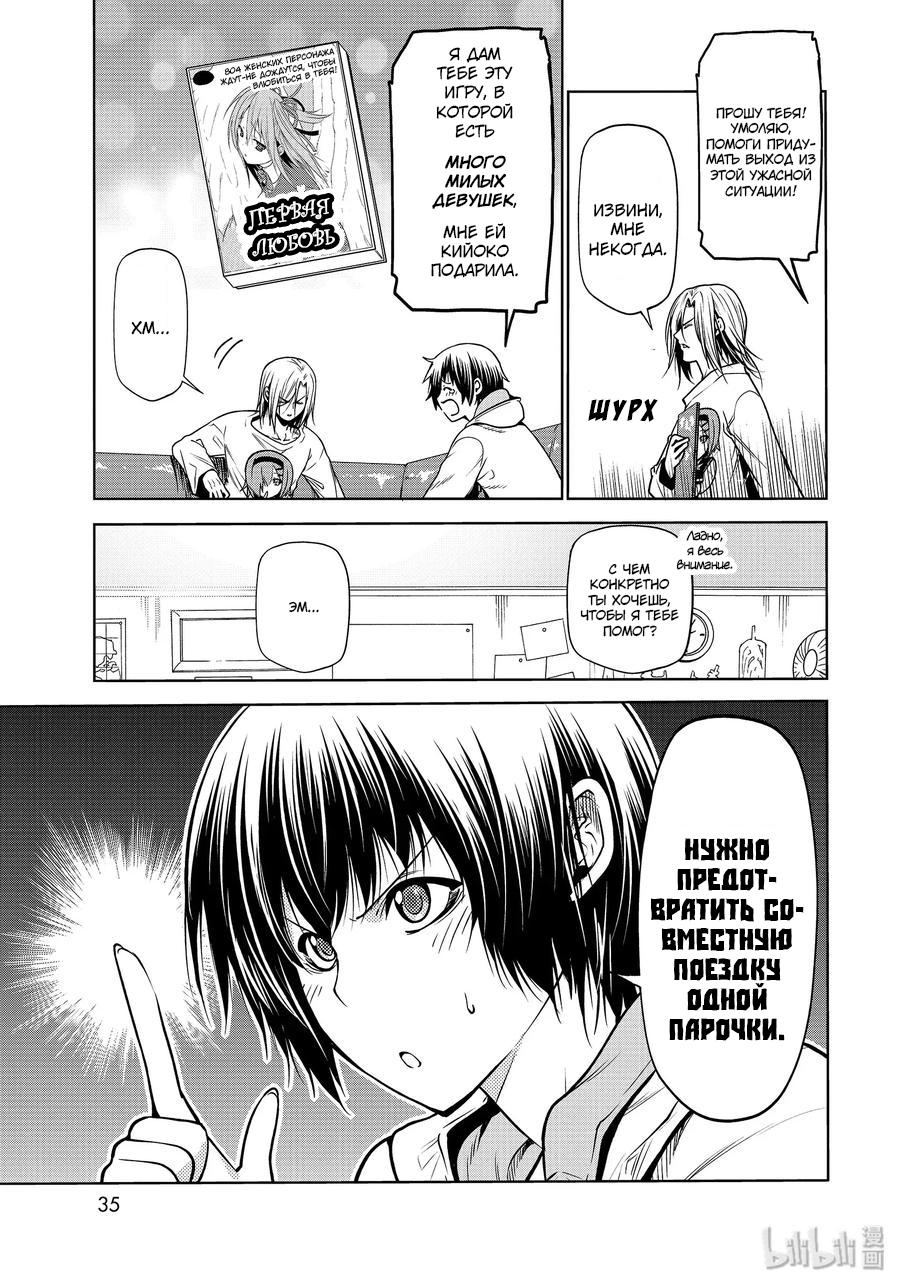 ПРОШУ ТЕБЯ!
УМОЛЯЮ,
ПОМОГИ ПРИДУ-
МАТЬ ВЫХОД ИЗ
ЭТОЙ УЖАСНОЙ
СИТУАЦИИ!
ИЗВИНИ,
МНЕ
НЕКОГДА.
ШУРХ
Я ДАМ
ТЕБЕ ЭТУ
ИГРУ, В
КОТОРОЙ
ЕСТЬ
МНОГО
МИЛЫХ
ДЕВУШЕК,
МНЕ ЕЙ
КИЙОКО
ПОДАРИЛА.
804 ЖЕНСКИХ ПЕРСОНАЖА
ЖДУТ-НЕ ДОЖДУТСЯ, ЧТОБЫ
ВЛЮБИТЬСЯ В ТЕБЯ!
ПЕРВАЯ
ЛЮБОВЬ
ХМ...
Ладно,
я весь
внимание.
С ЧЕМ
КОНКРЕТНО
ТЫ ХОЧЕШЬ,
ЧТОБЫ Я ТЕБЕ
ПОМОГ?
ЭМ...
НУЖНО
ПРЕДОТ-
ВРАТИТЬ СО-
ВМЕСТНУЮ
ПОЕЗДКУ
ОДНОЙ
ПАРОЧКИ.
35
bilibili 漫画